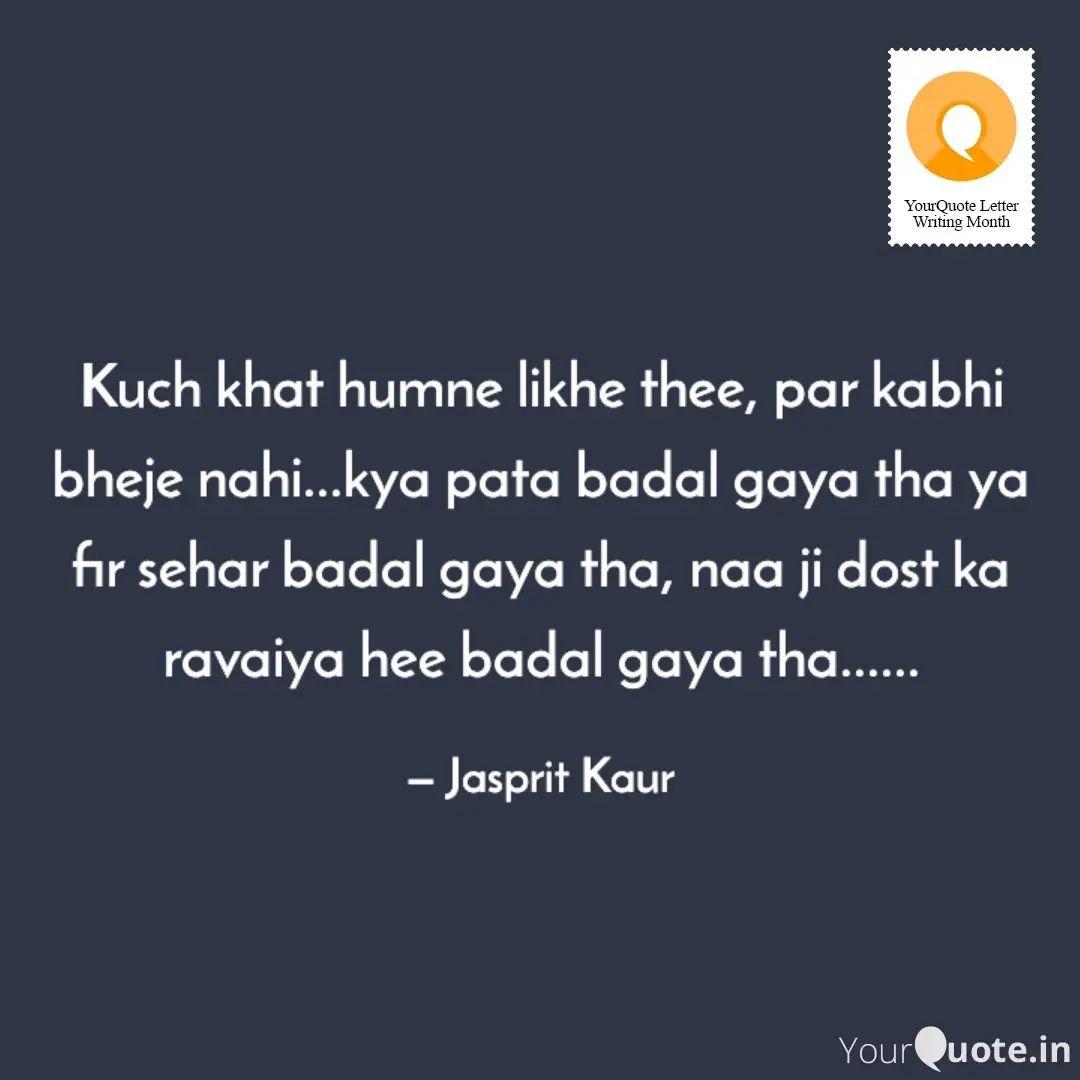 YourQuote Letter
Writing Month
Kuch khat humne likhe thee, par kabhi
bheje nahi...kya pata badal gaya tha ya
fir sehar badal gaya tha, naa ji dost ka
ravaiya hee badal gaya tha......
– Jasprit Kaur
YourQuote.in